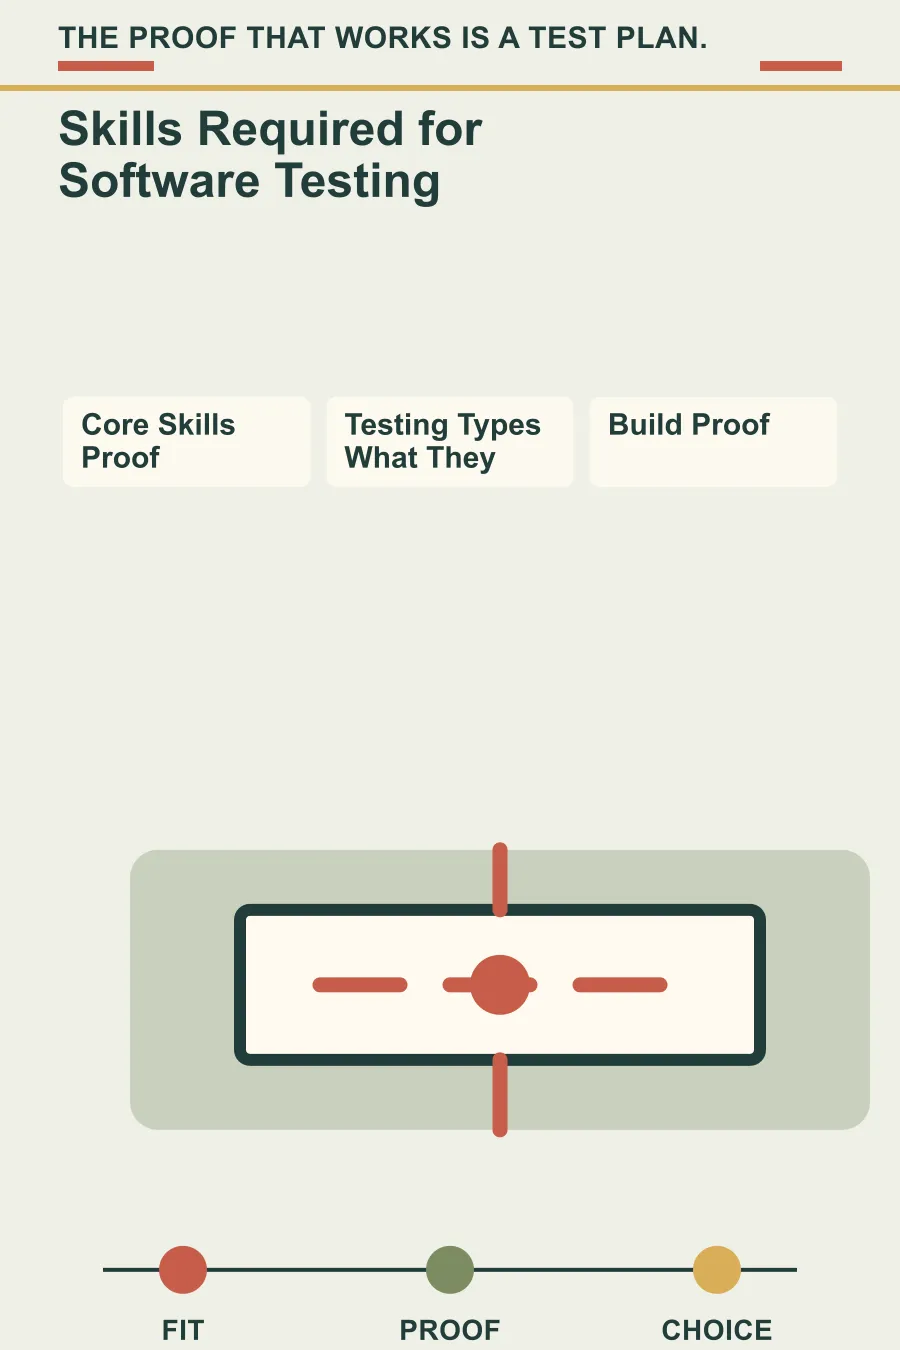 THE PROOF THAT WORKS IS A TEST PLAN.
Skills Required for
Software Testing
Core Skills
Proof
Testing Types
What They
Build Proof
FIT
PROOF
CHOICE